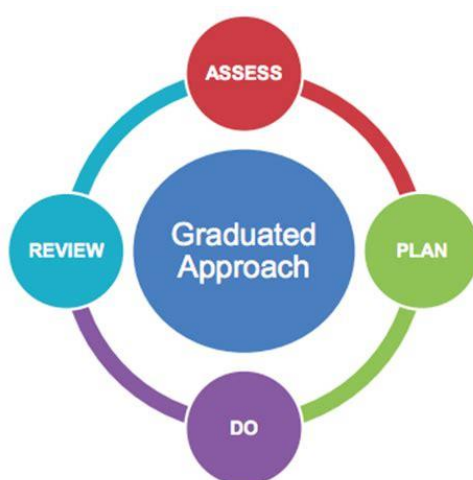 ASSESS
Graduated
Approach
REVIEW
PLAN
DO